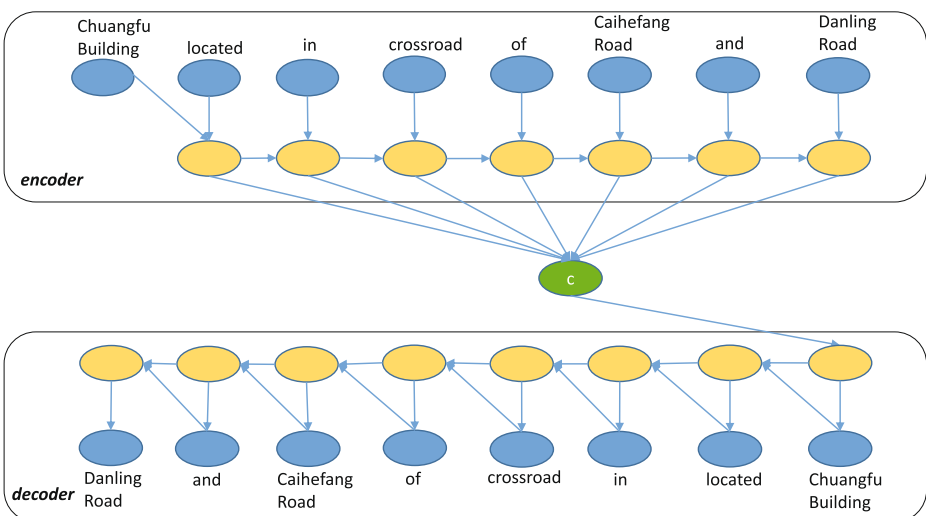 Chuangfu
Building
located
in
crossroad
of
Caihefang
Road
and
Danling
Road
encoder
c
Danling
Road
and
Caihefang
Road
of
crossroad
in
located
Chuangfu
Building
decoder